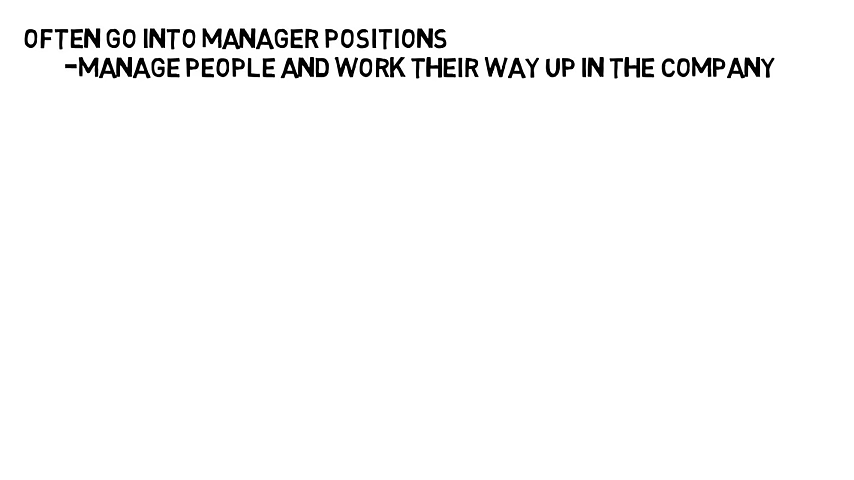 OFTEN GO INTO MANAGER POSITIONS
-MANAGE PEOPLE AND WORK THEIR WAY UP IN THE COMPANY